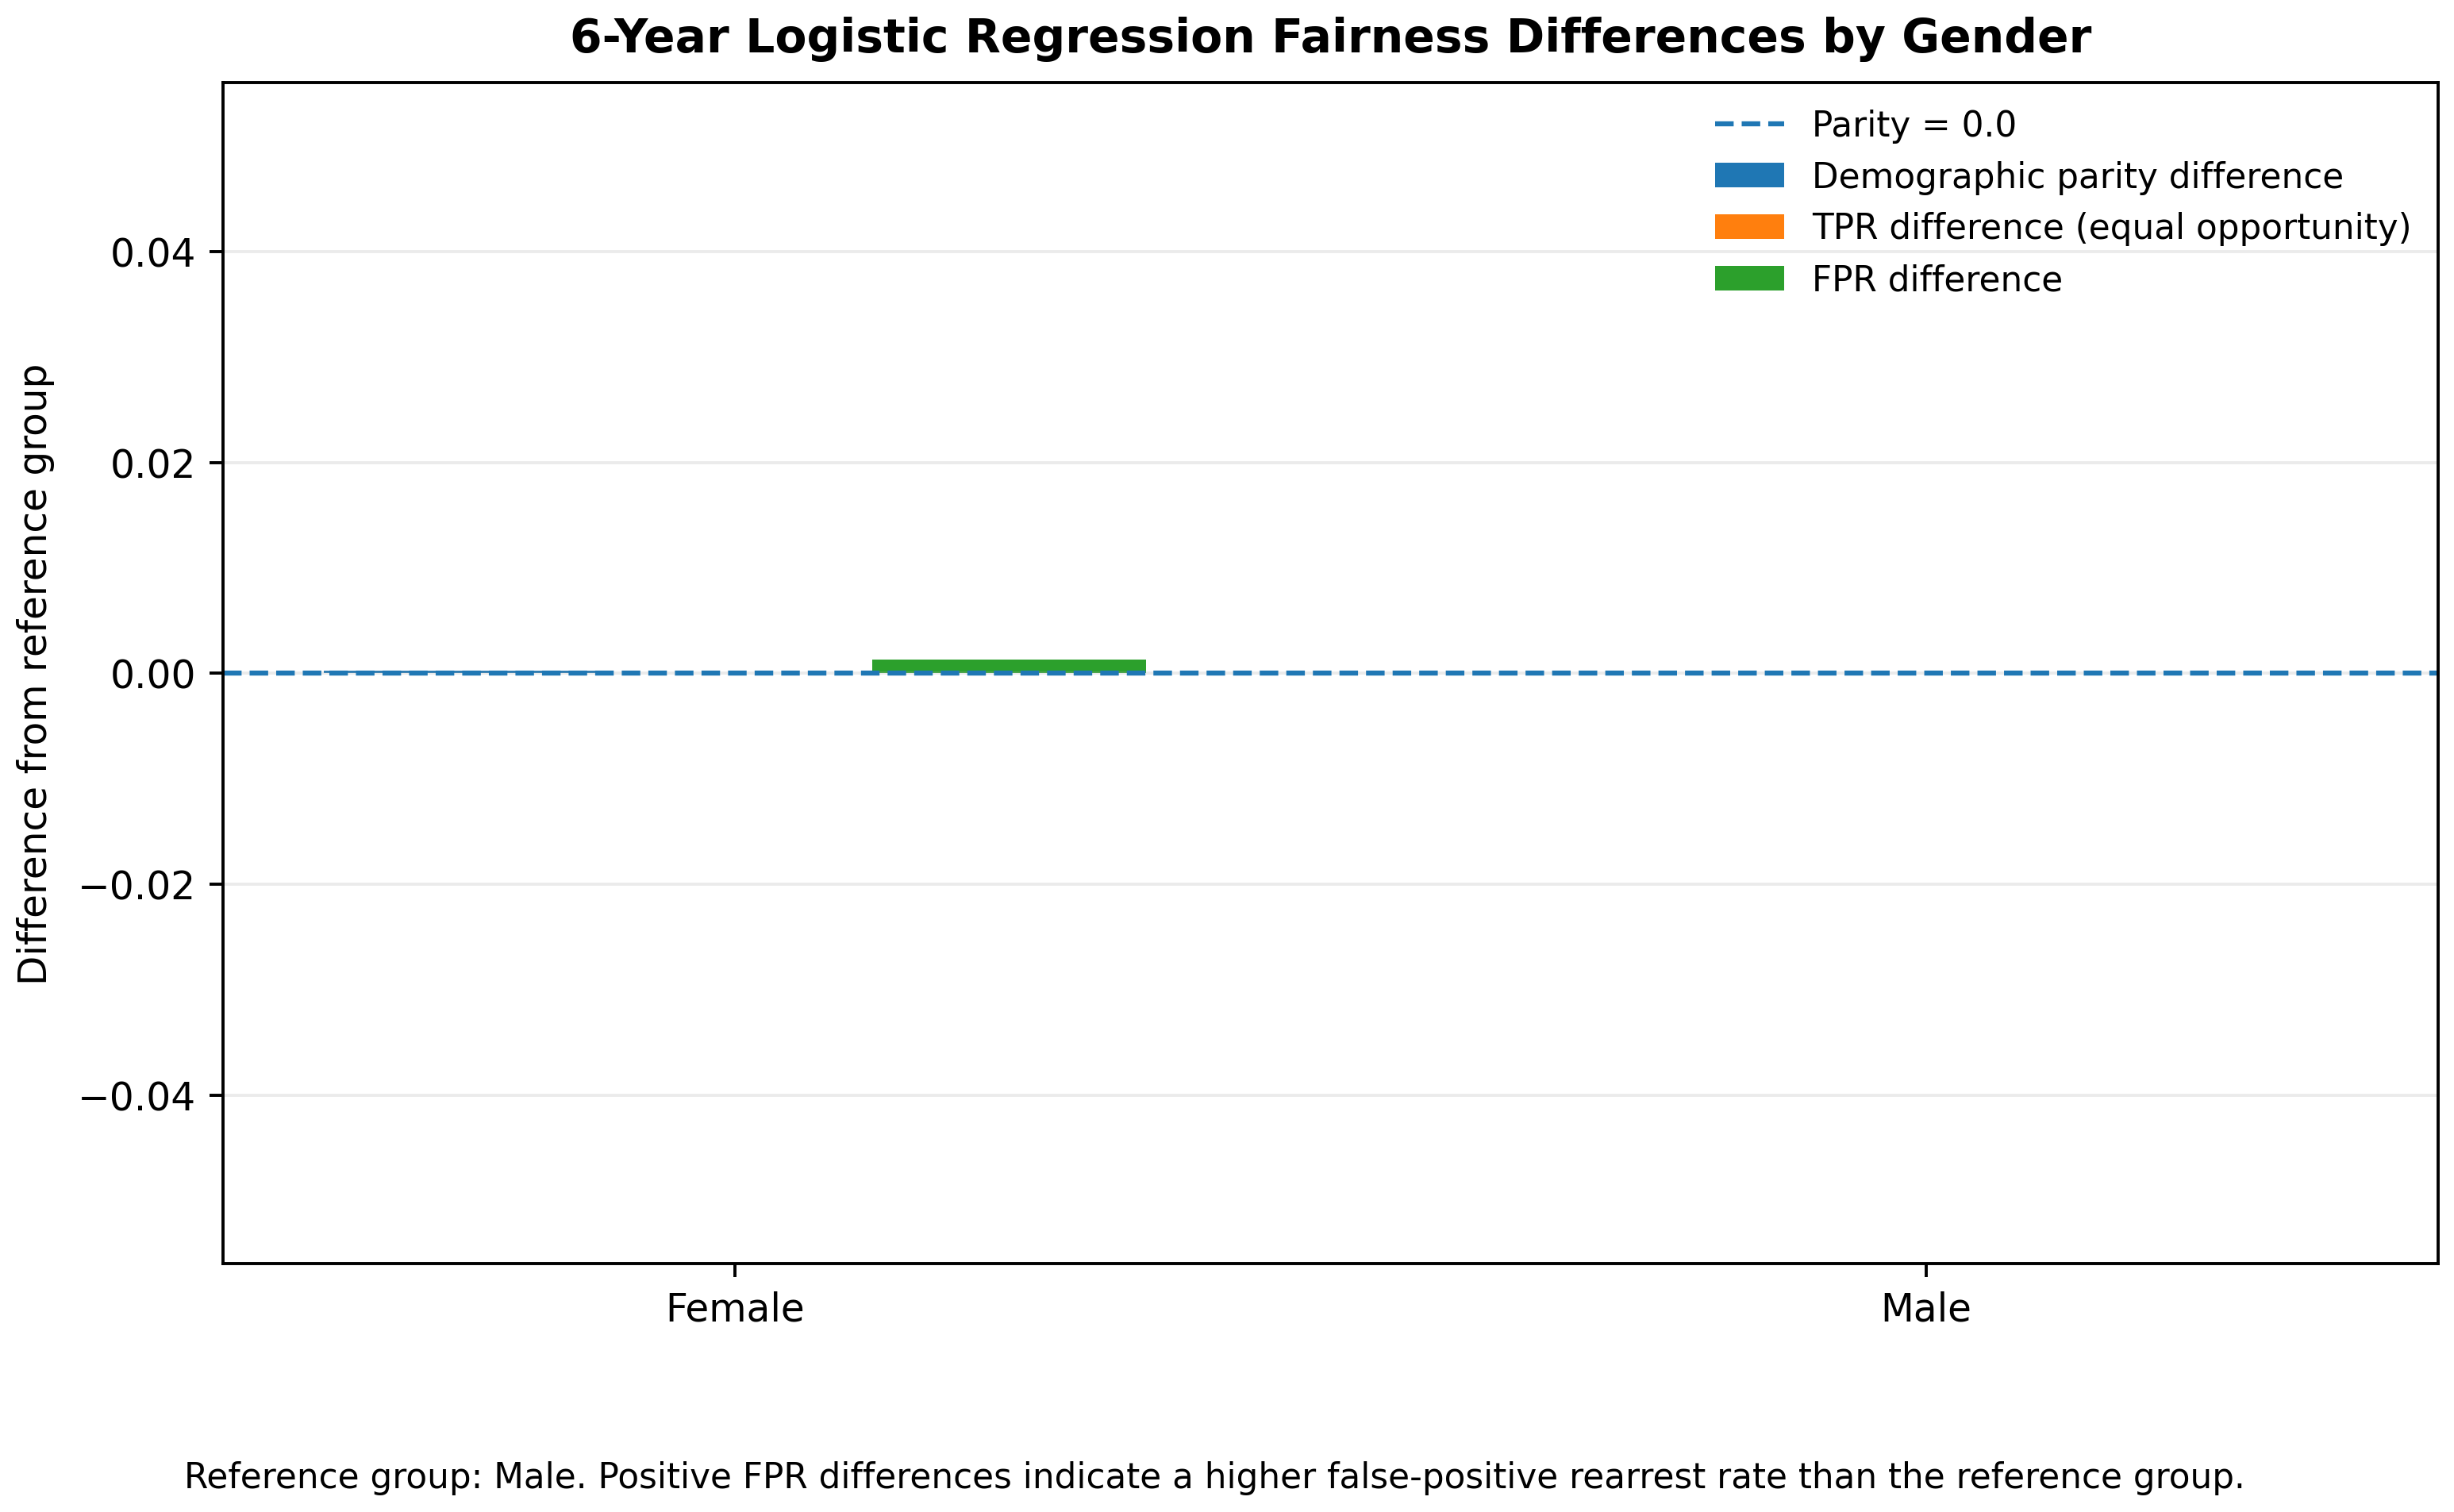 6-Year Logistic Regression Fairness Differences by Gender
Parity = 0.0
Demographic parity difference
TPR difference (equal opportunity)
FPR difference
Difference from reference group
0.04
0.02
0.00
−0.02
−0.04
Female
Male
Reference group: Male. Positive FPR differences indicate a higher false-positive rearrest rate than the reference group.